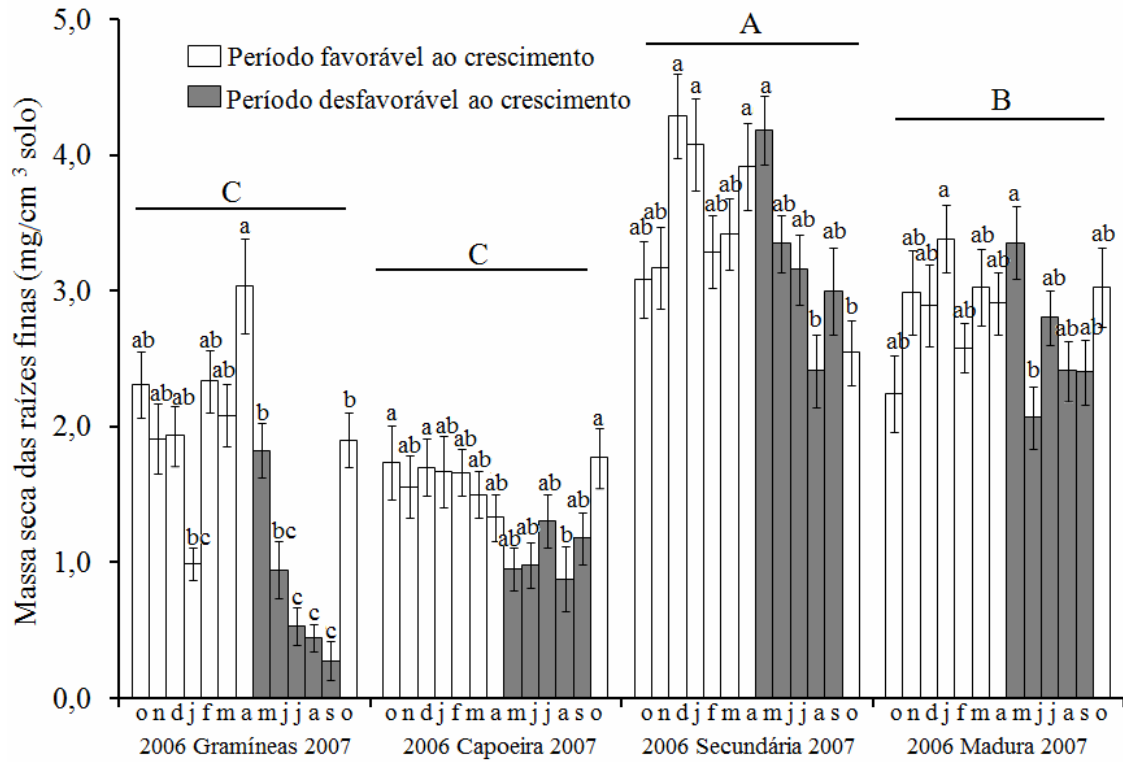 5,0
4,0
3,0
2,0
1,0
0,0
Massa seca das raízes finas (mg/cm ³ solo)
Período favorável ao crescimento
Período desfavorável ao crescimento
C
C
A
B
ab ab ab bc ab ab a b bc c c c b
a ab a ab ab ab ab ab ab ab b ab a
ab ab a a ab ab a a ab ab b ab b
ab ab ab ab ab ab ab a b ab ab ab ab
o n d j f m a m j j a s o o n d j f m a m j j a s o o n d j f m a m j j a s o o n d j f m a m j j a s o
2006 Gramíneas 2007 2006 Capoeira 2007 2006 Secundária 2007 2006 Madura 2007